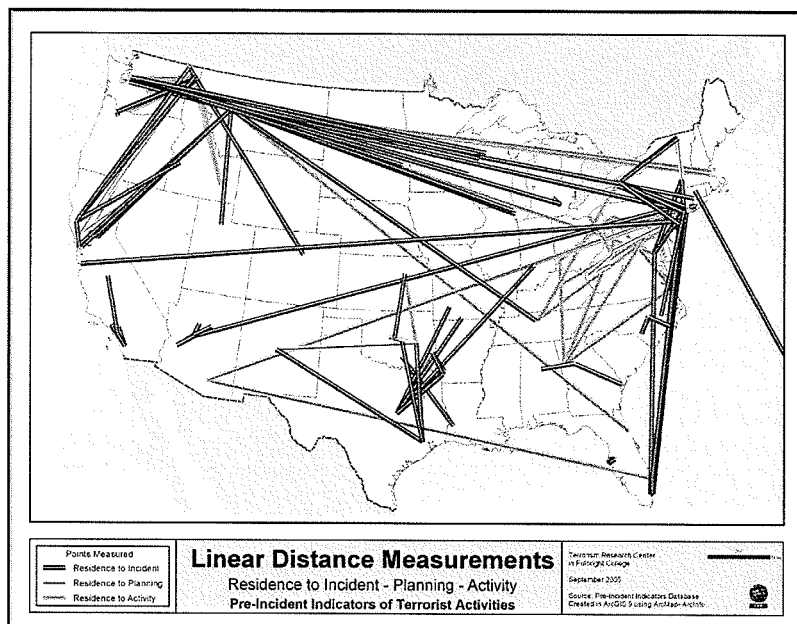 Points Measured
Residence to Incident
Residence to Planning
Residence to Activity
Linear Distance Measurements
Residence to Incident - Planning - Activity
Pre-Incident Indicators of Terrorist Activities
Terrorism Research Center
in Fulbright College
September 2005
Source: Pre-Incident Indicators Database
Created in ArcGIS 9 using ArcMap-ArcInfo